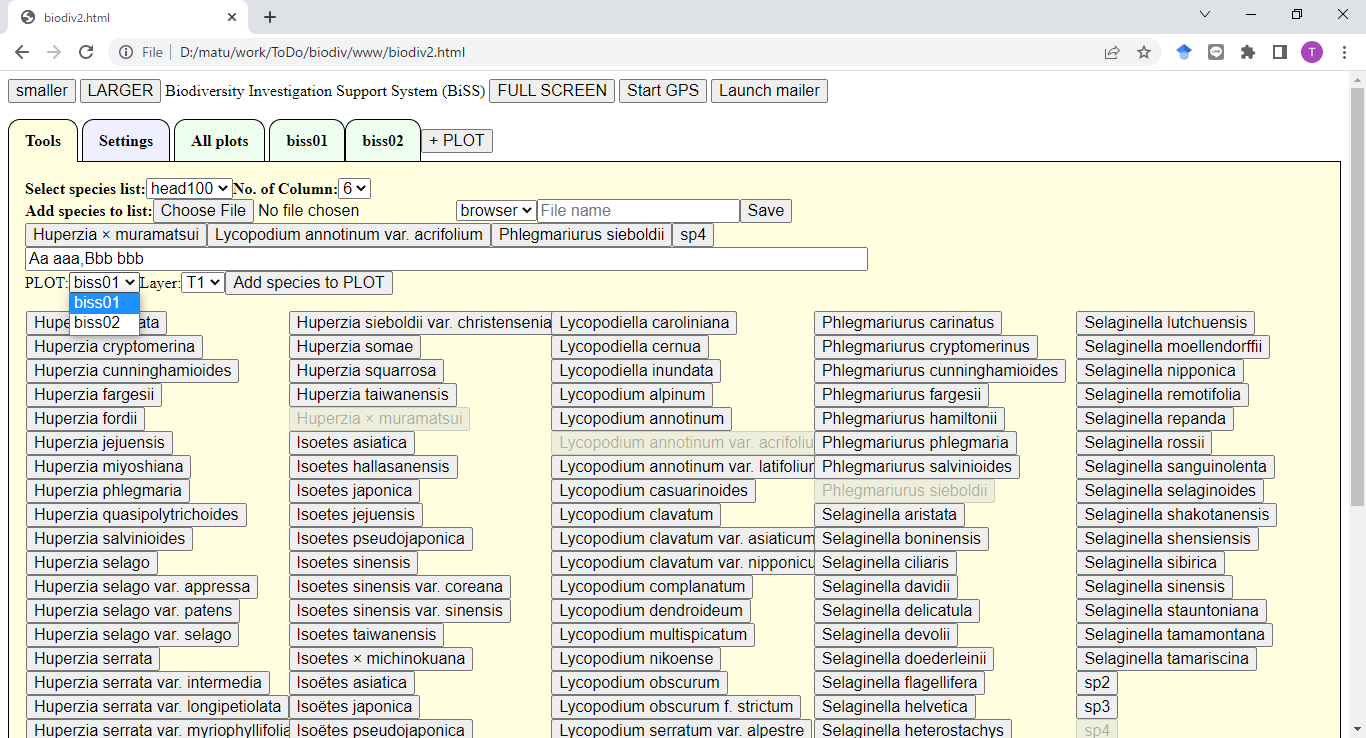 biodiv2.html
File D:/matu/work/ToDo/biodiv/www/biodiv2.html T
smaller LARGER Biodiversity Investigation Support System (BiSS) FULL SCREEN Start GPS Launch mailer
Tools Settings All plots biss01 biss02 + PLOT
Select species list: head100 No. of Column: 6
Add species to list: Choose File No file chosen browser File name Save
Huperzia × muramatsui Lycopodium annotinum var. acrifolium Phlegmariurus sieboldii sp4
Aa aaa,Bbb bbb
PLOT: biss01 Layer: T1 Add species to PLOT
biss01
biss02
Huperzia sieboldii var. christensenia Lycopodiella caroliniana Phlegmariurus carinatus Selaginella lutchuensis
Huperzia cryptomerina Huperzia somae Lycopodiella cernua Phlegmariurus cryptomerinus Selaginella moellendorffii
Huperzia cunninghamioides Huperzia squarrosa Lycopodiella inundata Phlegmariurus cunninghamioides Selaginella nipponica
Huperzia fargesii Huperzia taiwanensis Lycopodium alpinum Phlegmariurus fargesii Selaginella remotifolia
Huperzia fordii Huperzia × muramatsui Lycopodium annotinum Phlegmariurus hamiltonii Selaginella repanda
Huperzia jejuensis Isoetes asiatica Lycopodium annotinum var. acrifoliu Phlegmariurus phlegmaria Selaginella rossii
Huperzia miyoshiana Isoetes hallasanensis Lycopodium annotinum var. latifoliur Phlegmariurus salvinioides Selaginella sanguinolenta
Huperzia phlegmaria Isoetes japonica Lycopodium casuarinoides Phlegmariurus sieboldii Selaginella selaginoides
Huperzia quasipolytrichoides Isoetes jejuensis Lycopodium clavatum Selaginella aristata Selaginella shakotanensis
Huperzia salvinioides Isoetes pseudojaponica Lycopodium clavatum var. asiaticum Selaginella boninensis Selaginella shensiensis
Huperzia selago Isoetes sinensis Lycopodium clavatum var. nipponicu Selaginella ciliaris Selaginella sibirica
Huperzia selago var. appressa Isoetes sinensis var. coreana Lycopodium complanatum Selaginella davidii Selaginella sinensis
Huperzia selago var. patens Isoetes sinensis var. sinensis Lycopodium dendroideum Selaginella delicatula Selaginella stauntoniana
Huperzia selago var. selago Isoetes taiwanensis Lycopodium multispicatum Selaginella devolii Selaginella tamamontana
Huperzia serrata Isoetes × michinokuana Lycopodium nikoense Selaginella doederleinii Selaginella tamariscina
Huperzia serrata var. intermedia Isoëtes asiatica Lycopodium obscurum Selaginella flagellifera sp2
Huperzia serrata var. longipetiolata Isoëtes japonica Lycopodium obscurum f. strictum Selaginella helvetica sp3
Huperzia serrata var. myriophyllifolia Isoëtes pseudojaponica Lycopodium serratum var. alpestre Selaginella heterostachys sp4